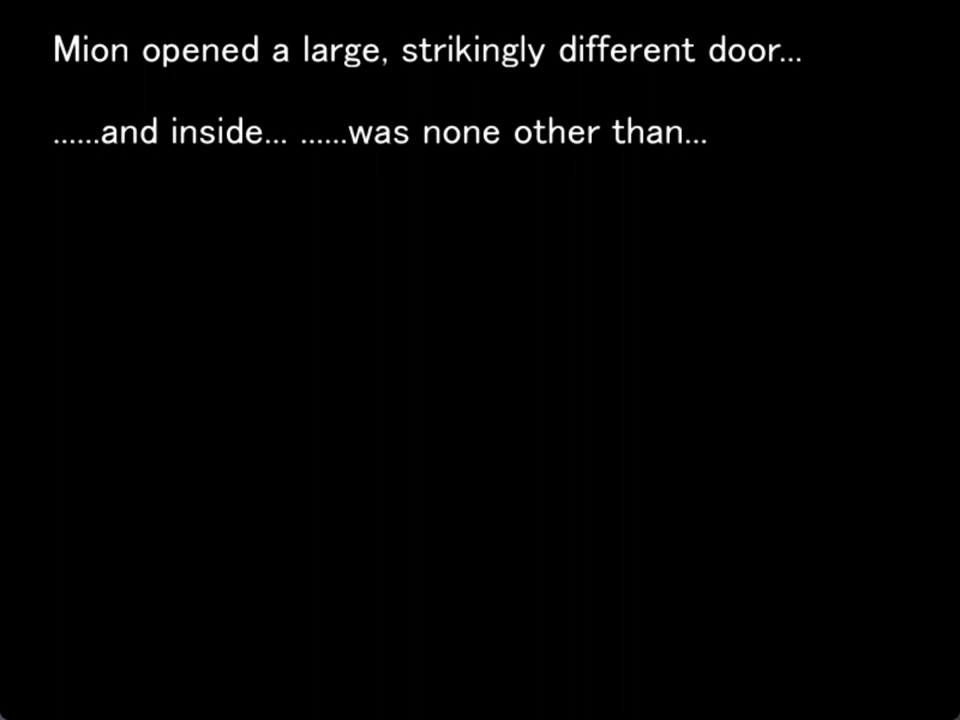 Mion opened a large, strikingly different door...
......and inside... ......was none other than...